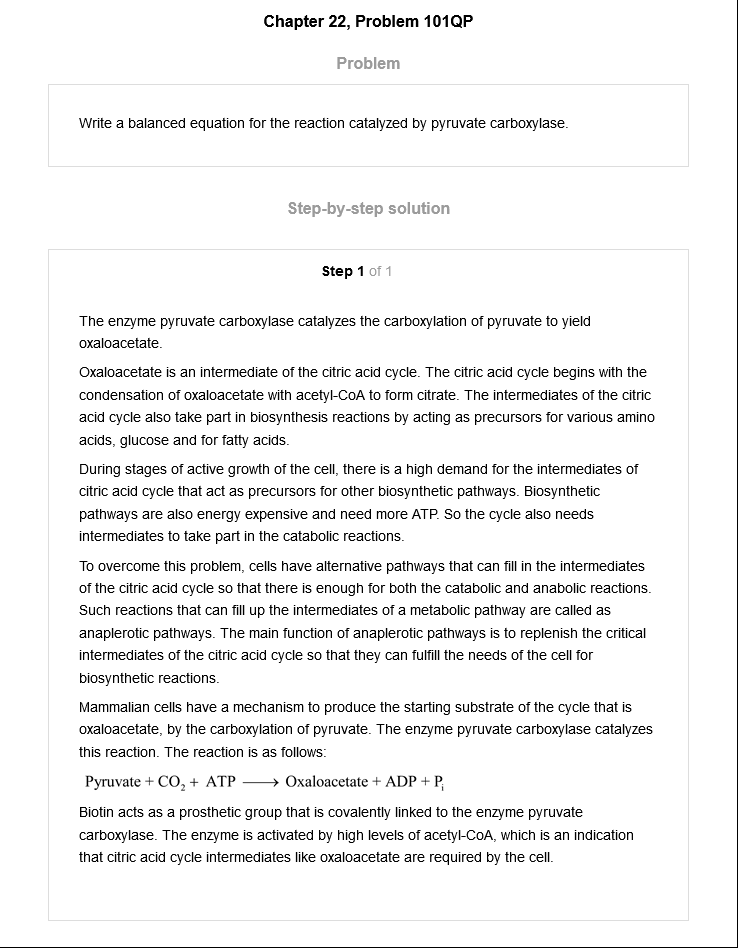 Chapter 22, Problem 101QP
Problem
Write a balanced equation for the reaction catalyzed by pyruvate carboxylase.
Step-by-step solution
Step 1 of 1
The enzyme pyruvate carboxylase catalyzes the carboxylation of pyruvate to yield
oxaloacetate.
Oxaloacetate is an intermediate of the citric acid cycle. The citric acid cycle begins with the
condensation of oxaloacetate with acetyl-CoA to form citrate. The intermediates of the citric
acid cycle also take part in biosynthesis reactions by acting as precursors for various amino
acids, glucose and for fatty acids.
During stages of active growth of the cell, there is a high demand for the intermediates of
citric acid cycle that act as precursors for other biosynthetic pathways. Biosynthetic
pathways are also energy expensive and need more ATP. So the cycle also needs
intermediates to take part in the catabolic reactions.
To overcome this problem, cells have alternative pathways that can fill in the intermediates
of the citric acid cycle so that there is enough for both the catabolic and anabolic reactions.
Such reactions that can fill up the intermediates of a metabolic pathway are called as
anaplerotic pathways. The main function of anaplerotic pathways is to replenish the critical
intermediates of the citric acid cycle so that they can fulfill the needs of the cell for
biosynthetic reactions.
Mammalian cells have a mechanism to produce the starting substrate of the cycle that is
oxaloacetate, by the carboxylation of pyruvate. The enzyme pyruvate carboxylase catalyzes
this reaction. The reaction is as follows:
Pyruvate + CO₂ + ATP ⟶ Oxaloacetate + ADP + Pᵢ
Biotin acts as a prosthetic group that is covalently linked to the enzyme pyruvate
carboxylase. The enzyme is activated by high levels of acetyl-CoA, which is an indication
that citric acid cycle intermediates like oxaloacetate are required by the cell.